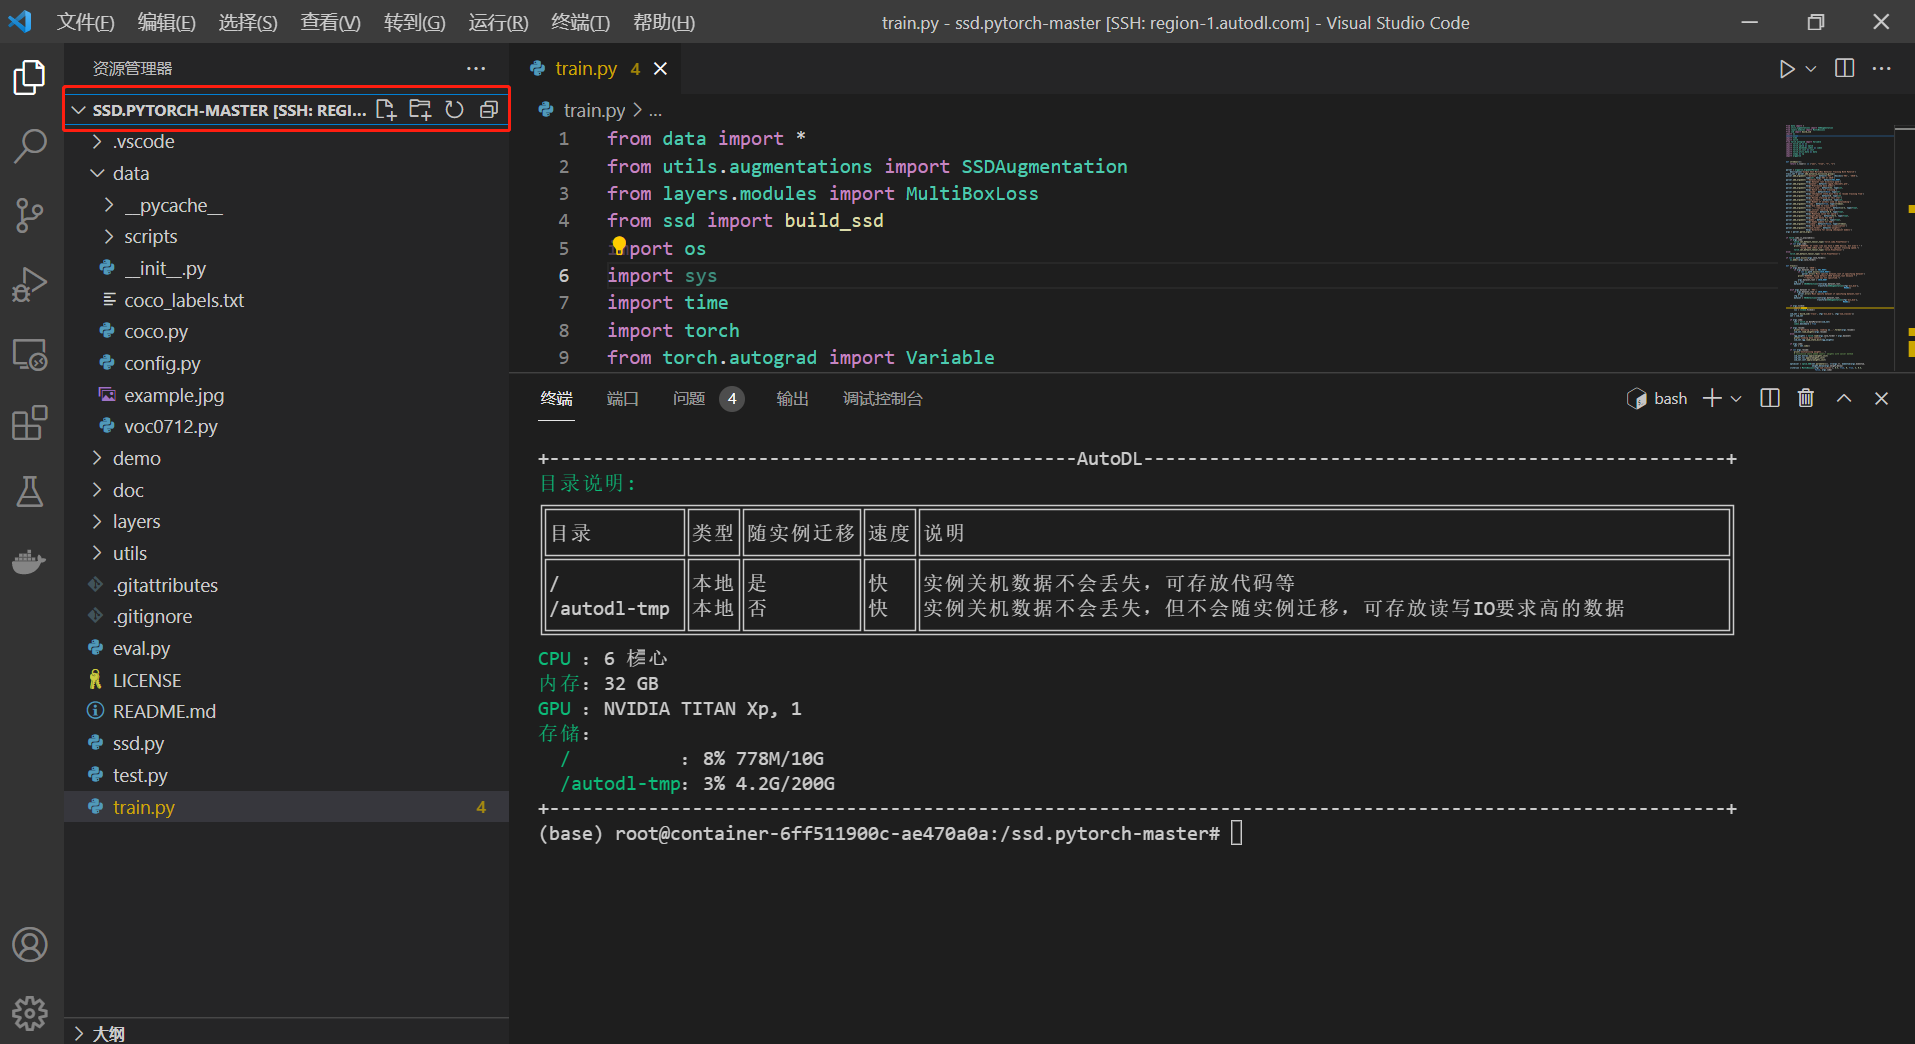 文件(F) 编辑(E) 选择(S) 查看(V) 转到(G) 运行(R) 终端(T) 帮助(H) train.py - ssd.pytorch-master [SSH: region-1.autodl.com] - Visual Studio Code
资源管理器
SSD.PYTORCH-MASTER [SSH: REGI...
.vscode
data
__pycache__
scripts
__init__.py
coco_labels.txt
coco.py
config.py
example.jpg
voc0712.py
demo
doc
layers
utils
.gitattributes
.gitignore
eval.py
LICENSE
README.md
ssd.py
test.py
train.py 4
大纲
train.py 4
train.py > ...
1 from data import *
2 from utils.augmentations import SSDAugmentation
3 from layers.modules import MultiBoxLoss
4 from ssd import build_ssd
5 import os
6 import sys
7 import time
8 import torch
9 from torch.autograd import Variable
终端 端口 问题 4 输出 调试控制台 bash
+------------------------------------------------AutoDL-----------------------------------------------------+
目录说明:
目录 类型 随实例迁移 速度 说明
/ 本地 是 快 实例关机数据不会丢失，可存放代码等
/autodl-tmp 本地 否 快 实例关机数据不会丢失，但不会随实例迁移，可存放读写IO要求高的数据
CPU : 6 核心
内存: 32 GB
GPU : NVIDIA TITAN Xp, 1
存储:
/ : 8% 778M/10G
/autodl-tmp: 3% 4.2G/200G
+-----------------------------------------------------------------------------------------------------------+
(base) root@container-6ff511900c-ae470a0a:/ssd.pytorch-master#